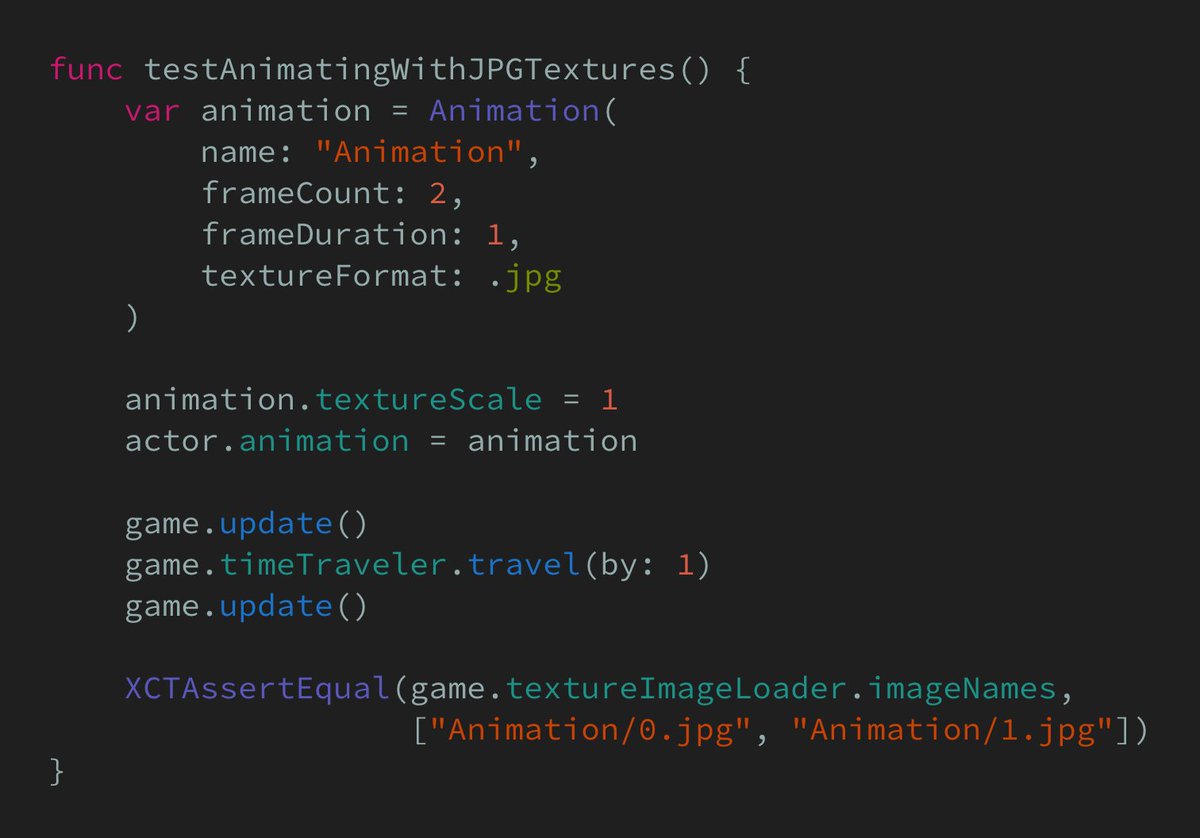 func testAnimatingWithJPGTextures() {
    var animation = Animation(
        name: "Animation",
        frameCount: 2,
        frameDuration: 1,
        textureFormat: .jpg
    )

    animation.textureScale = 1
    actor.animation = animation

    game.update()
    game.timeTraveler.travel(by: 1)
    game.update()

    XCTAssertEqual(game.textureImageLoader.imageNames,
                   ["Animation/0.jpg", "Animation/1.jpg"])
}